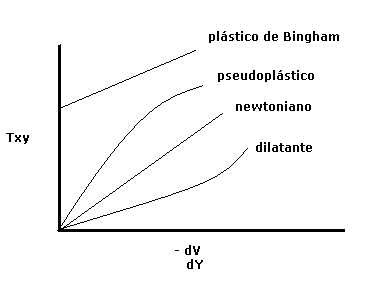 plástico de Bingham
pseudoplástico
newtoniano
Txy
dilatante
- dV
dY